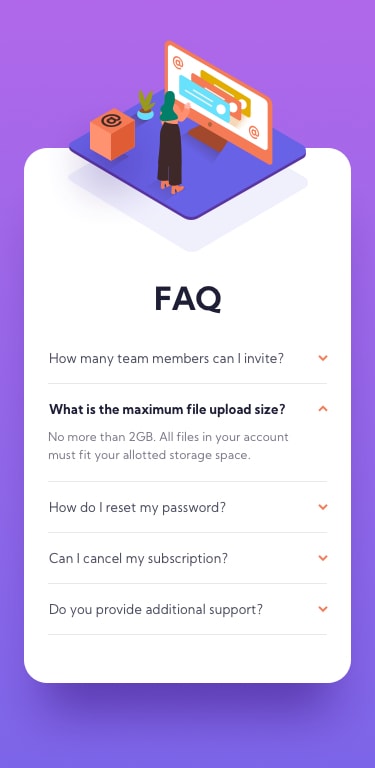 @
@
@
FAQ
How many team members can I invite?
What is the maximum file upload size?
No more than 2GB. All files in your account
must fit your allotted storage space.
How do I reset my password?
Can I cancel my subscription?
Do you provide additional support?